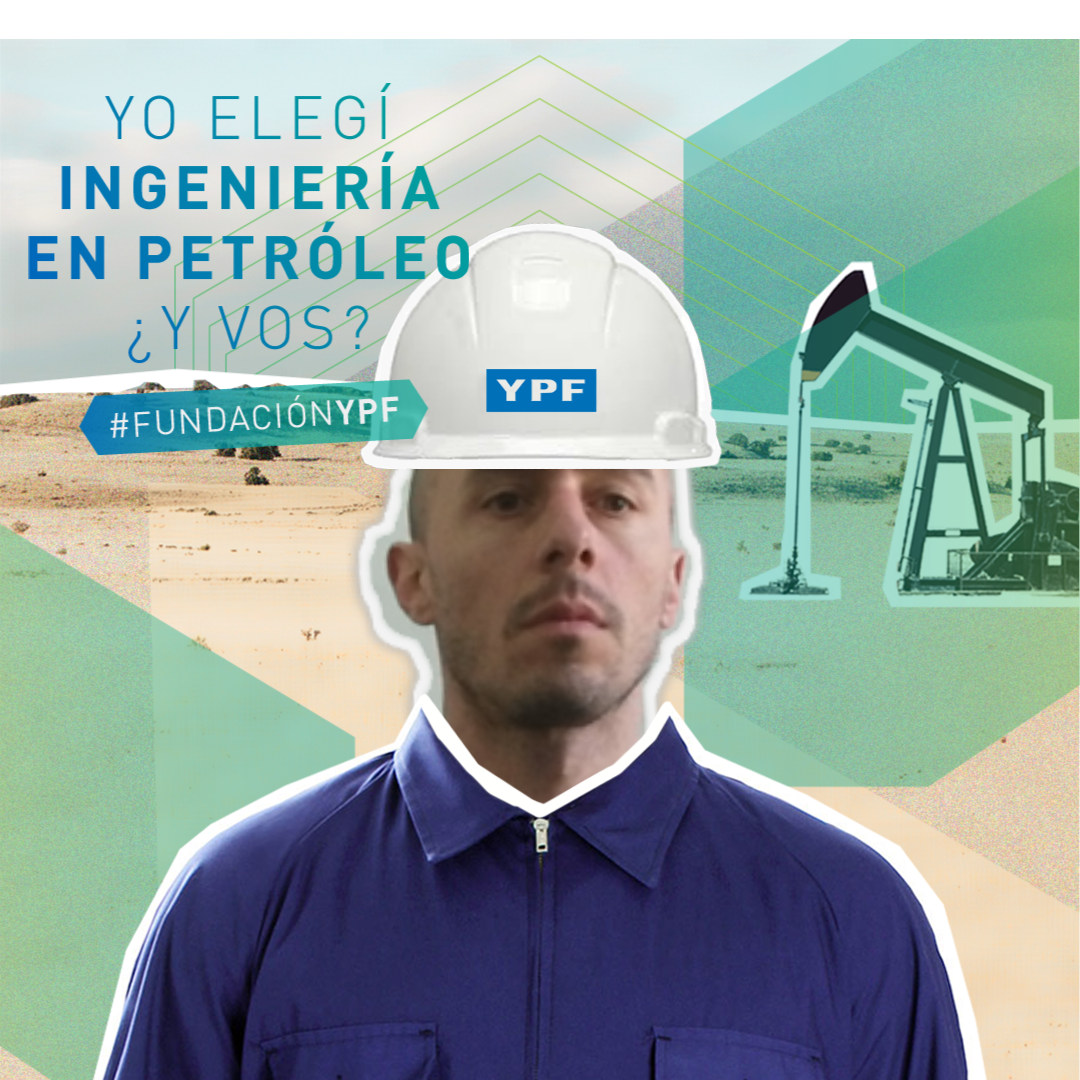 YO ELEGÍ
INGENIERÍA
EN PETRÓLEO
¿Y VOS?
#FUNDACIÓNYPF
YPF